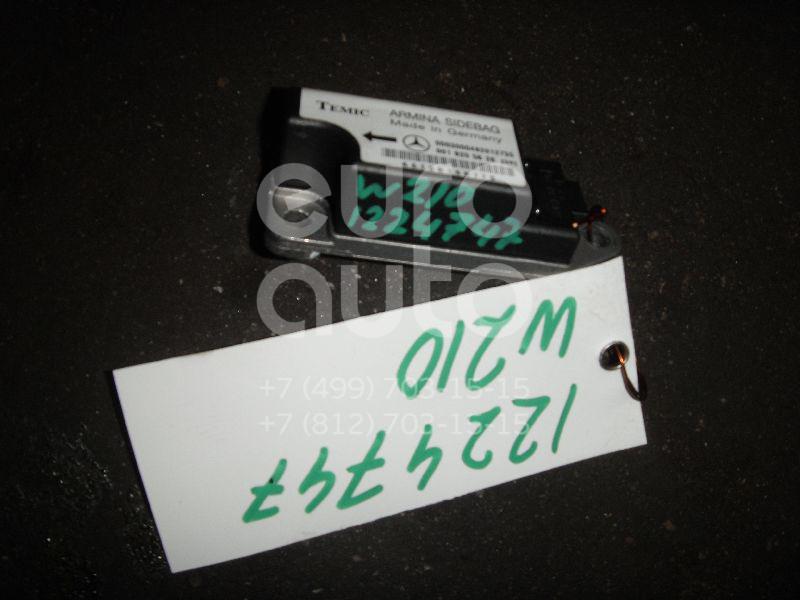 TEMIC
ARMINA SIDEBAG
Made in Germany
W210
1224747
euro
auto
+7 (499) 703-15-15
+7 (812) 703-15-15
W210
1224747